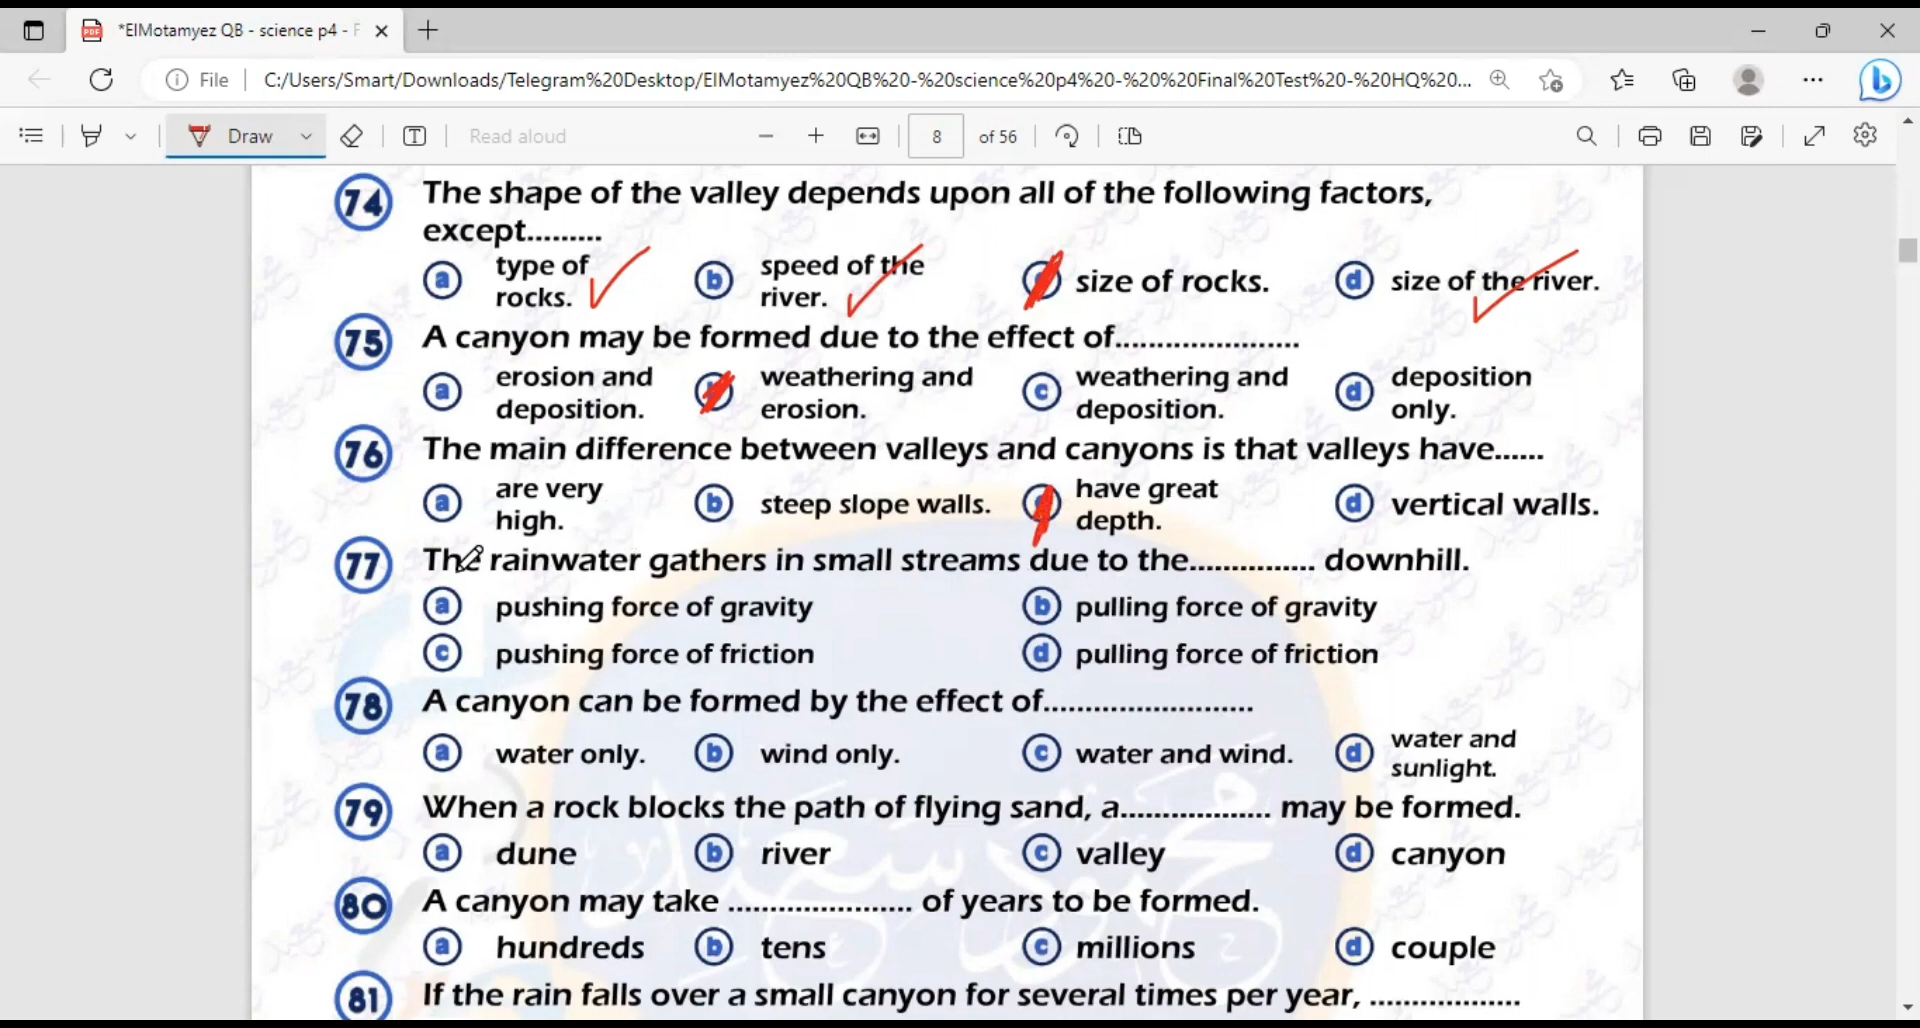 *ElMotamyez QB - science p4 - F
File
C:/Users/Smart/Downloads/Telegram%20Desktop/ElMotamyez%20QB%20-%20science%20p4%20-%20%20Final%20Test%20-%20HQ%20...
Draw
Read aloud
8 of 56
74 The shape of the valley depends upon all of the following factors,
except.........
a type of rocks. b speed of the river. size of rocks. d size of the river.
75 A canyon may be formed due to the effect of......................
a erosion and deposition. weathering and erosion. c weathering and deposition. d deposition only.
76 The main difference between valleys and canyons is that valleys have......
a are very high. b steep slope walls. have great depth. d vertical walls.
77 The rainwater gathers in small streams due to the............... downhill.
a pushing force of gravity b pulling force of gravity
c pushing force of friction d pulling force of friction
78 A canyon can be formed by the effect of.........................
a water only. b wind only. c water and wind. d water and sunlight.
79 When a rock blocks the path of flying sand, a.................. may be formed.
a dune b river c valley d canyon
80 A canyon may take ...................... of years to be formed.
a hundreds b tens c millions d couple
81 If the rain falls over a small canyon for several times per year, ..................